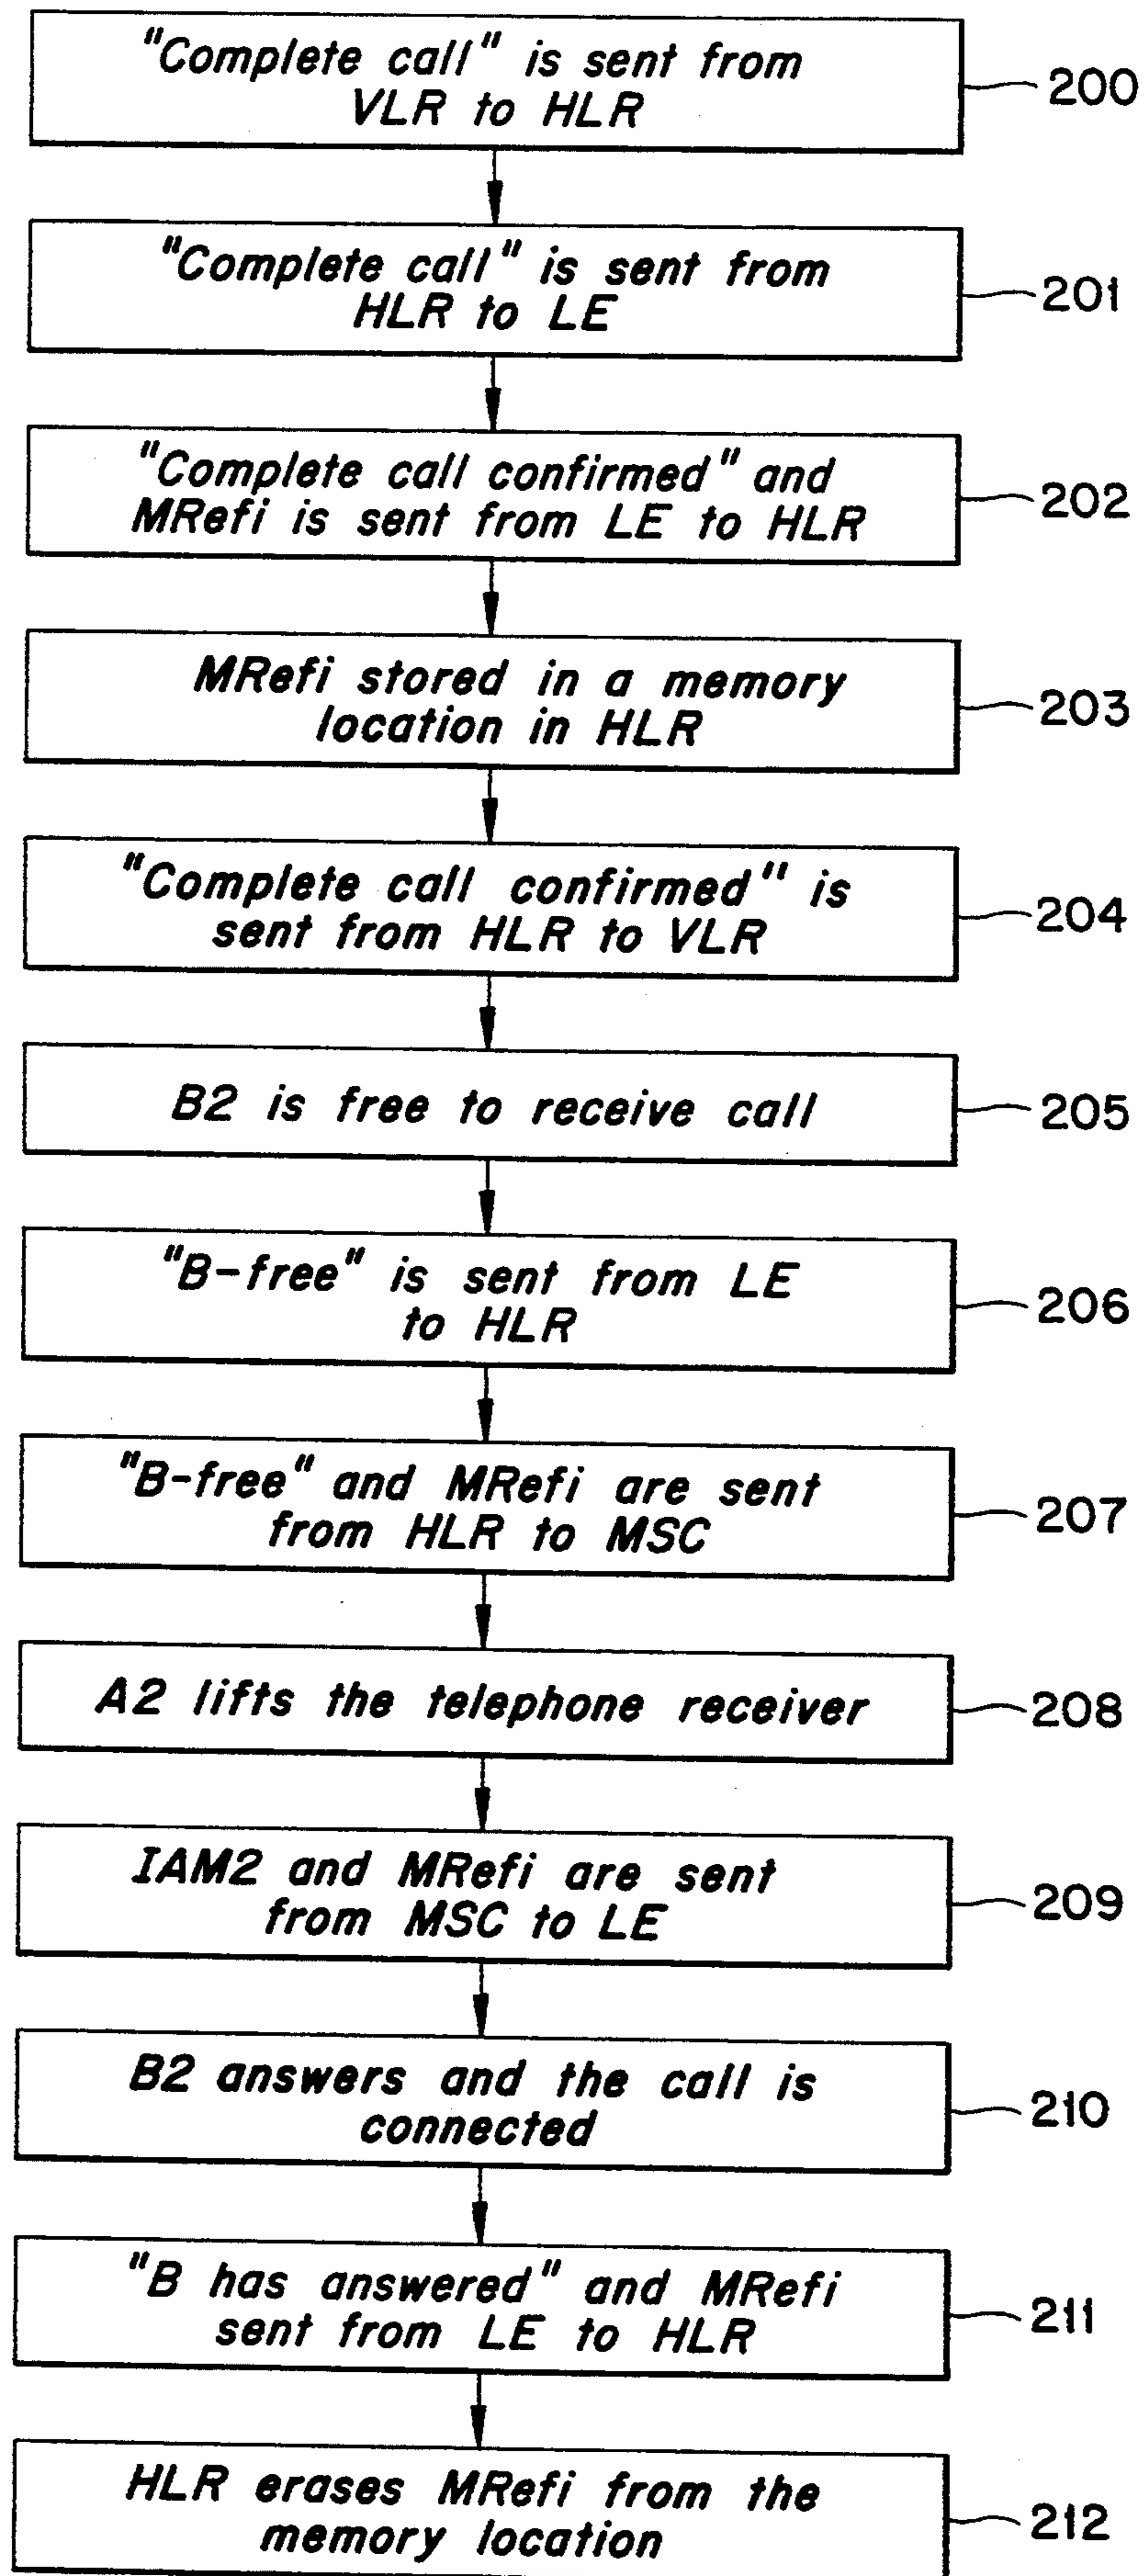 "Complete call" is sent from
VLR to HLR
200
"Complete call" is sent from
HLR to LE
201
"Complete call confirmed" and
MRefi is sent from LE to HLR
202
MRefi stored in a memory
location in HLR
203
"Complete call confirmed" is
sent from HLR to VLR
204
B2 is free to receive call
205
"B-free" is sent from LE
to HLR
206
"B-free" and MRefi are sent
from HLR to MSC
207
A2 lifts the telephone receiver
208
IAM2 and MRefi are sent
from MSC to LE
209
B2 answers and the call is
connected
210
"B has answered" and MRefi
sent from LE to HLR
211
HLR erases MRefi from the
memory location
212